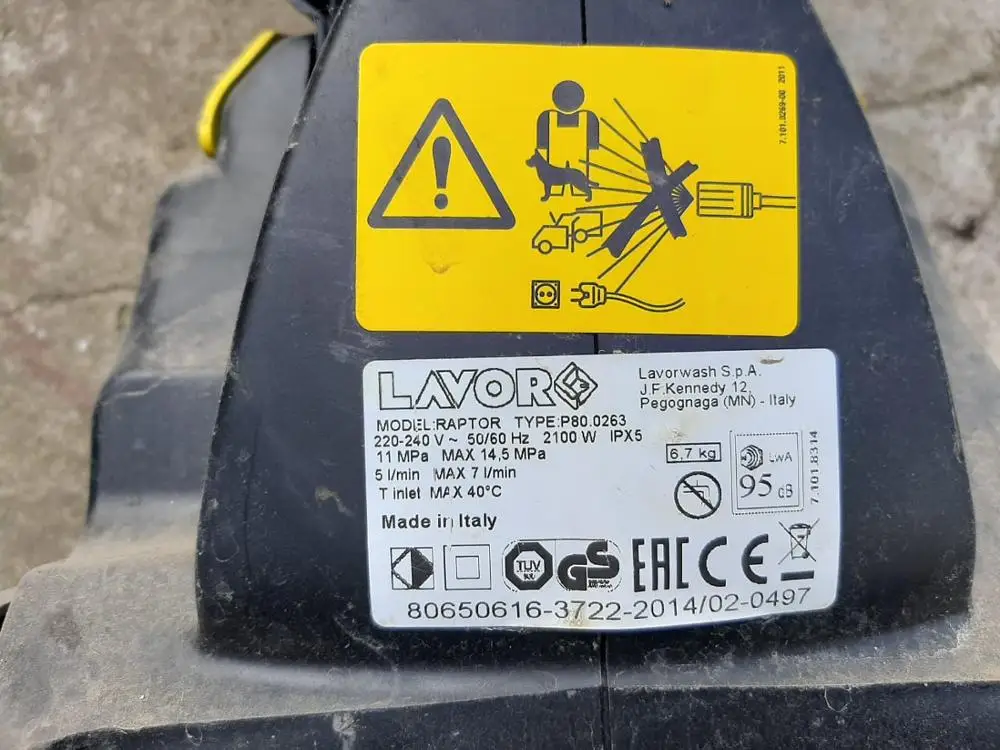 7.101.0269-00 2011
LAVOR
Lavorwash S.p.A.
J.F.Kennedy 12,
Pegognaga (MN) - Italy
MODEL:RAPTOR TYPE:P80.0263
220-240 V ~ 50/60 Hz 2100 W IPX5
11 MPa MAX 14,5 MPa
5 l/min MAX 7 l/min
T inlet MAX 40°C
6,7 kg
LWA
95 dB
7.101.8314
Made in Italy
TÜV
GS
EAC CE
80650616-3722-2014/02-0497